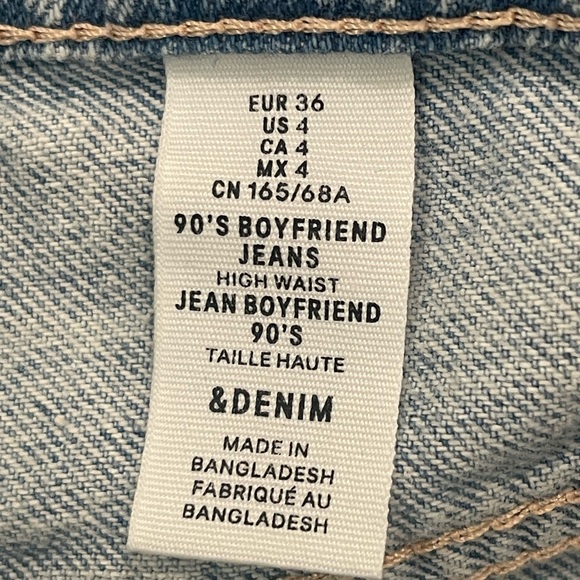 EUR 36
US 4
CA 4
MX 4
CN 165/68A
90'S BOYFRIEND
JEANS
HIGH WAIST
JEAN BOYFRIEND
90'S
TAILLE HAUTE
&DENIM
MADE IN
BANGLADESH
FABRIQUÉ AU
BANGLADESH